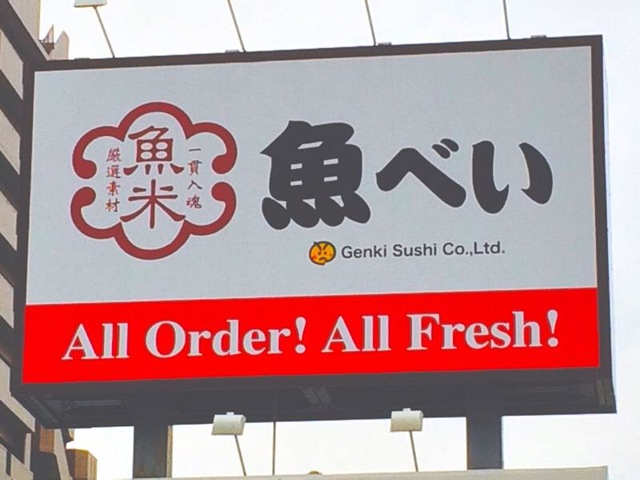 一貫入魂
魚米
厳選素材
魚べい
Genki Sushi Co.,Ltd.
All Order! All Fresh!